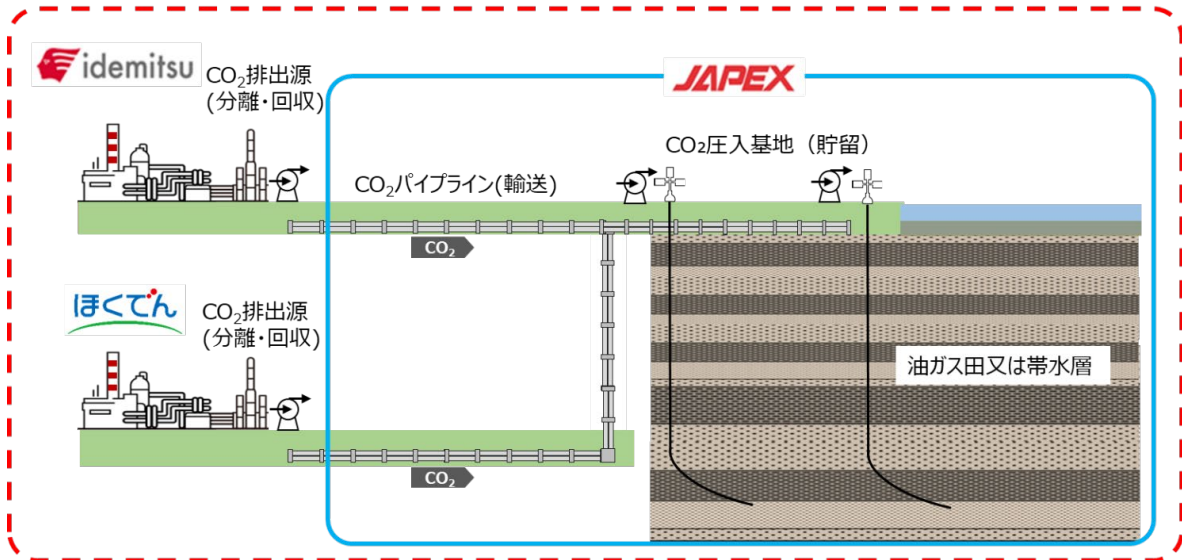 idemitsu
CO₂排出源
(分離・回収)
JAPEX
CO₂圧入基地（貯留）
CO₂パイプライン(輸送)
CO₂
ほくでん
CO₂排出源
(分離・回収)
油ガス田又は帯水層
CO₂